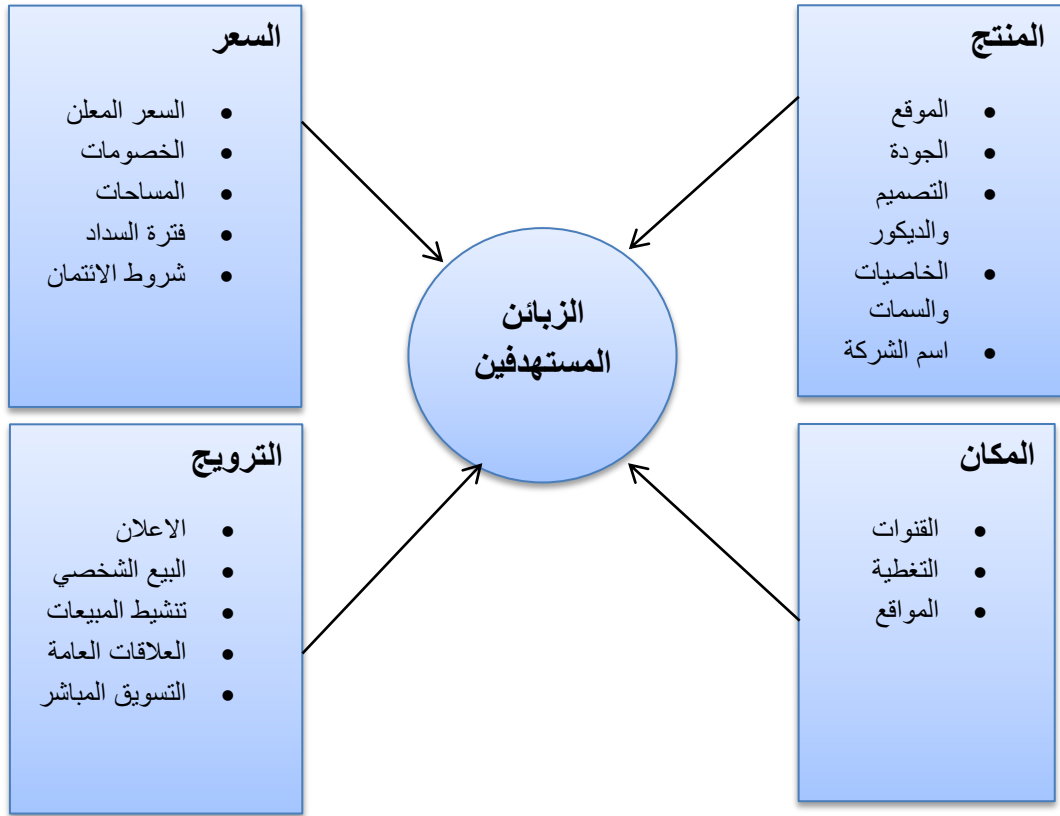 المنتج
الموقع
الجودة
التصميم
والديكور
الخاصيات
والسمات
اسم الشركة
السعر
السعر المعلن
الخصومات
المساحات
فترة السداد
شروط الائتمان
الزبائن
المستهدفين
المكان
القنوات
التغطية
المواقع
الترويج
الاعلان
البيع الشخصي
تنشيط المبيعات
العلاقات العامة
التسويق المباشر